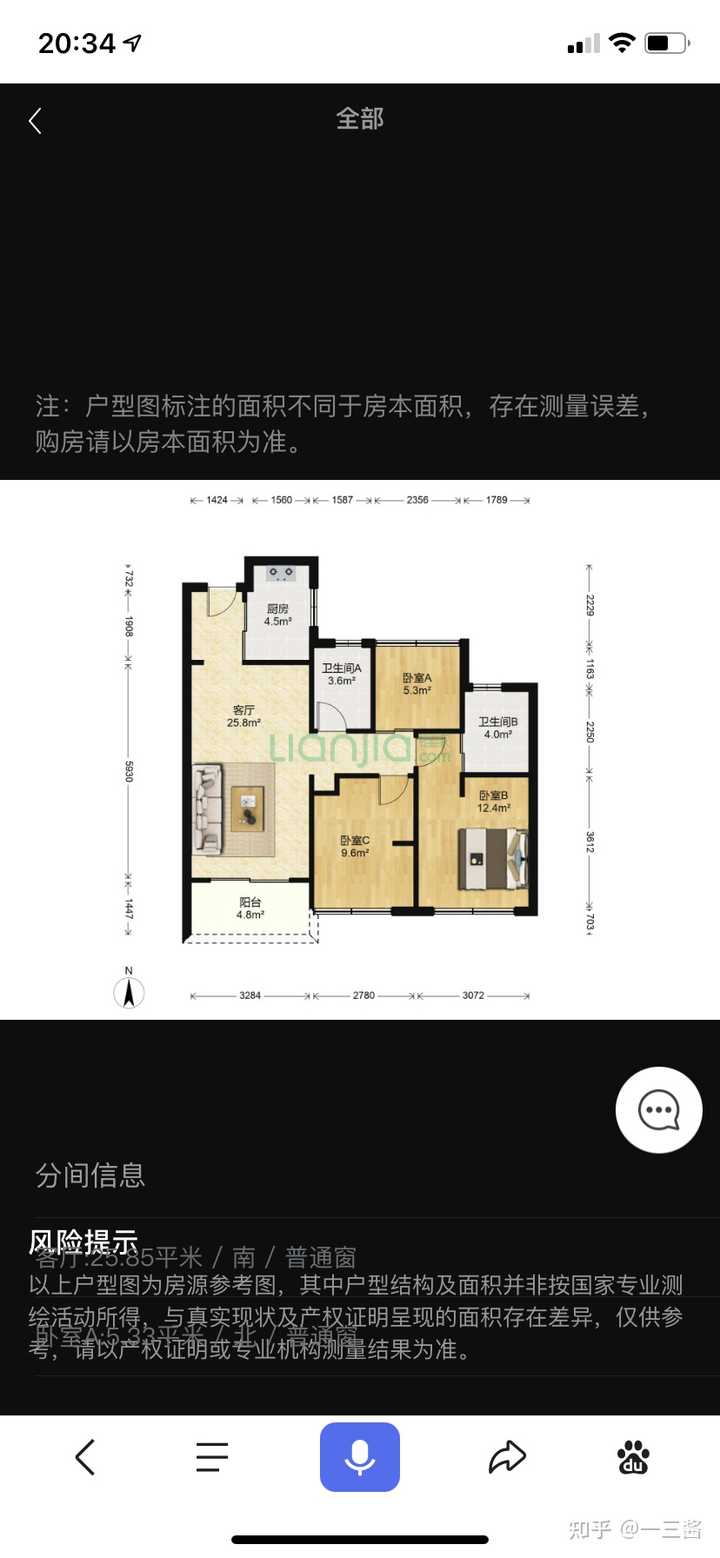 20:34
全部
注：户型图标注的面积不同于房本面积，存在测量误差，
购房请以房本面积为准。
1424 1560 1587 2356 1789
732
1908
5930
1447
2229
1163
2250
3612
703
厨房
4.5m²
卫生间A
3.6m²
卧室A
5.3m²
客厅
25.8m²
卫生间B
4.0m²
Lianjia
.com
卧室B
12.4m²
卧室C
9.6m²
阳台
4.8m²
N
3284 2780 3072
分间信息
风险提示
客厅:25.85平米 / 南 / 普通窗
以上户型图为房源参考图，其中户型结构及面积并非按国家专业测
绘活动所得，与真实现状及产权证明呈现的面积存在差异，仅供参
卧室A:5.33平米 / 北 / 普通窗
考，请以产权证明或专业机构测量结果为准。
du
知乎 @一三酱